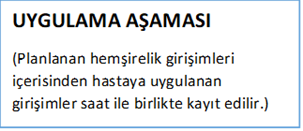 UYGULAMA AŞAMASI
(Planlanan hemşirelik girişimleri
içerisinden hastaya uygulanan
girişimler saat ile birlikte kayıt edilir.)